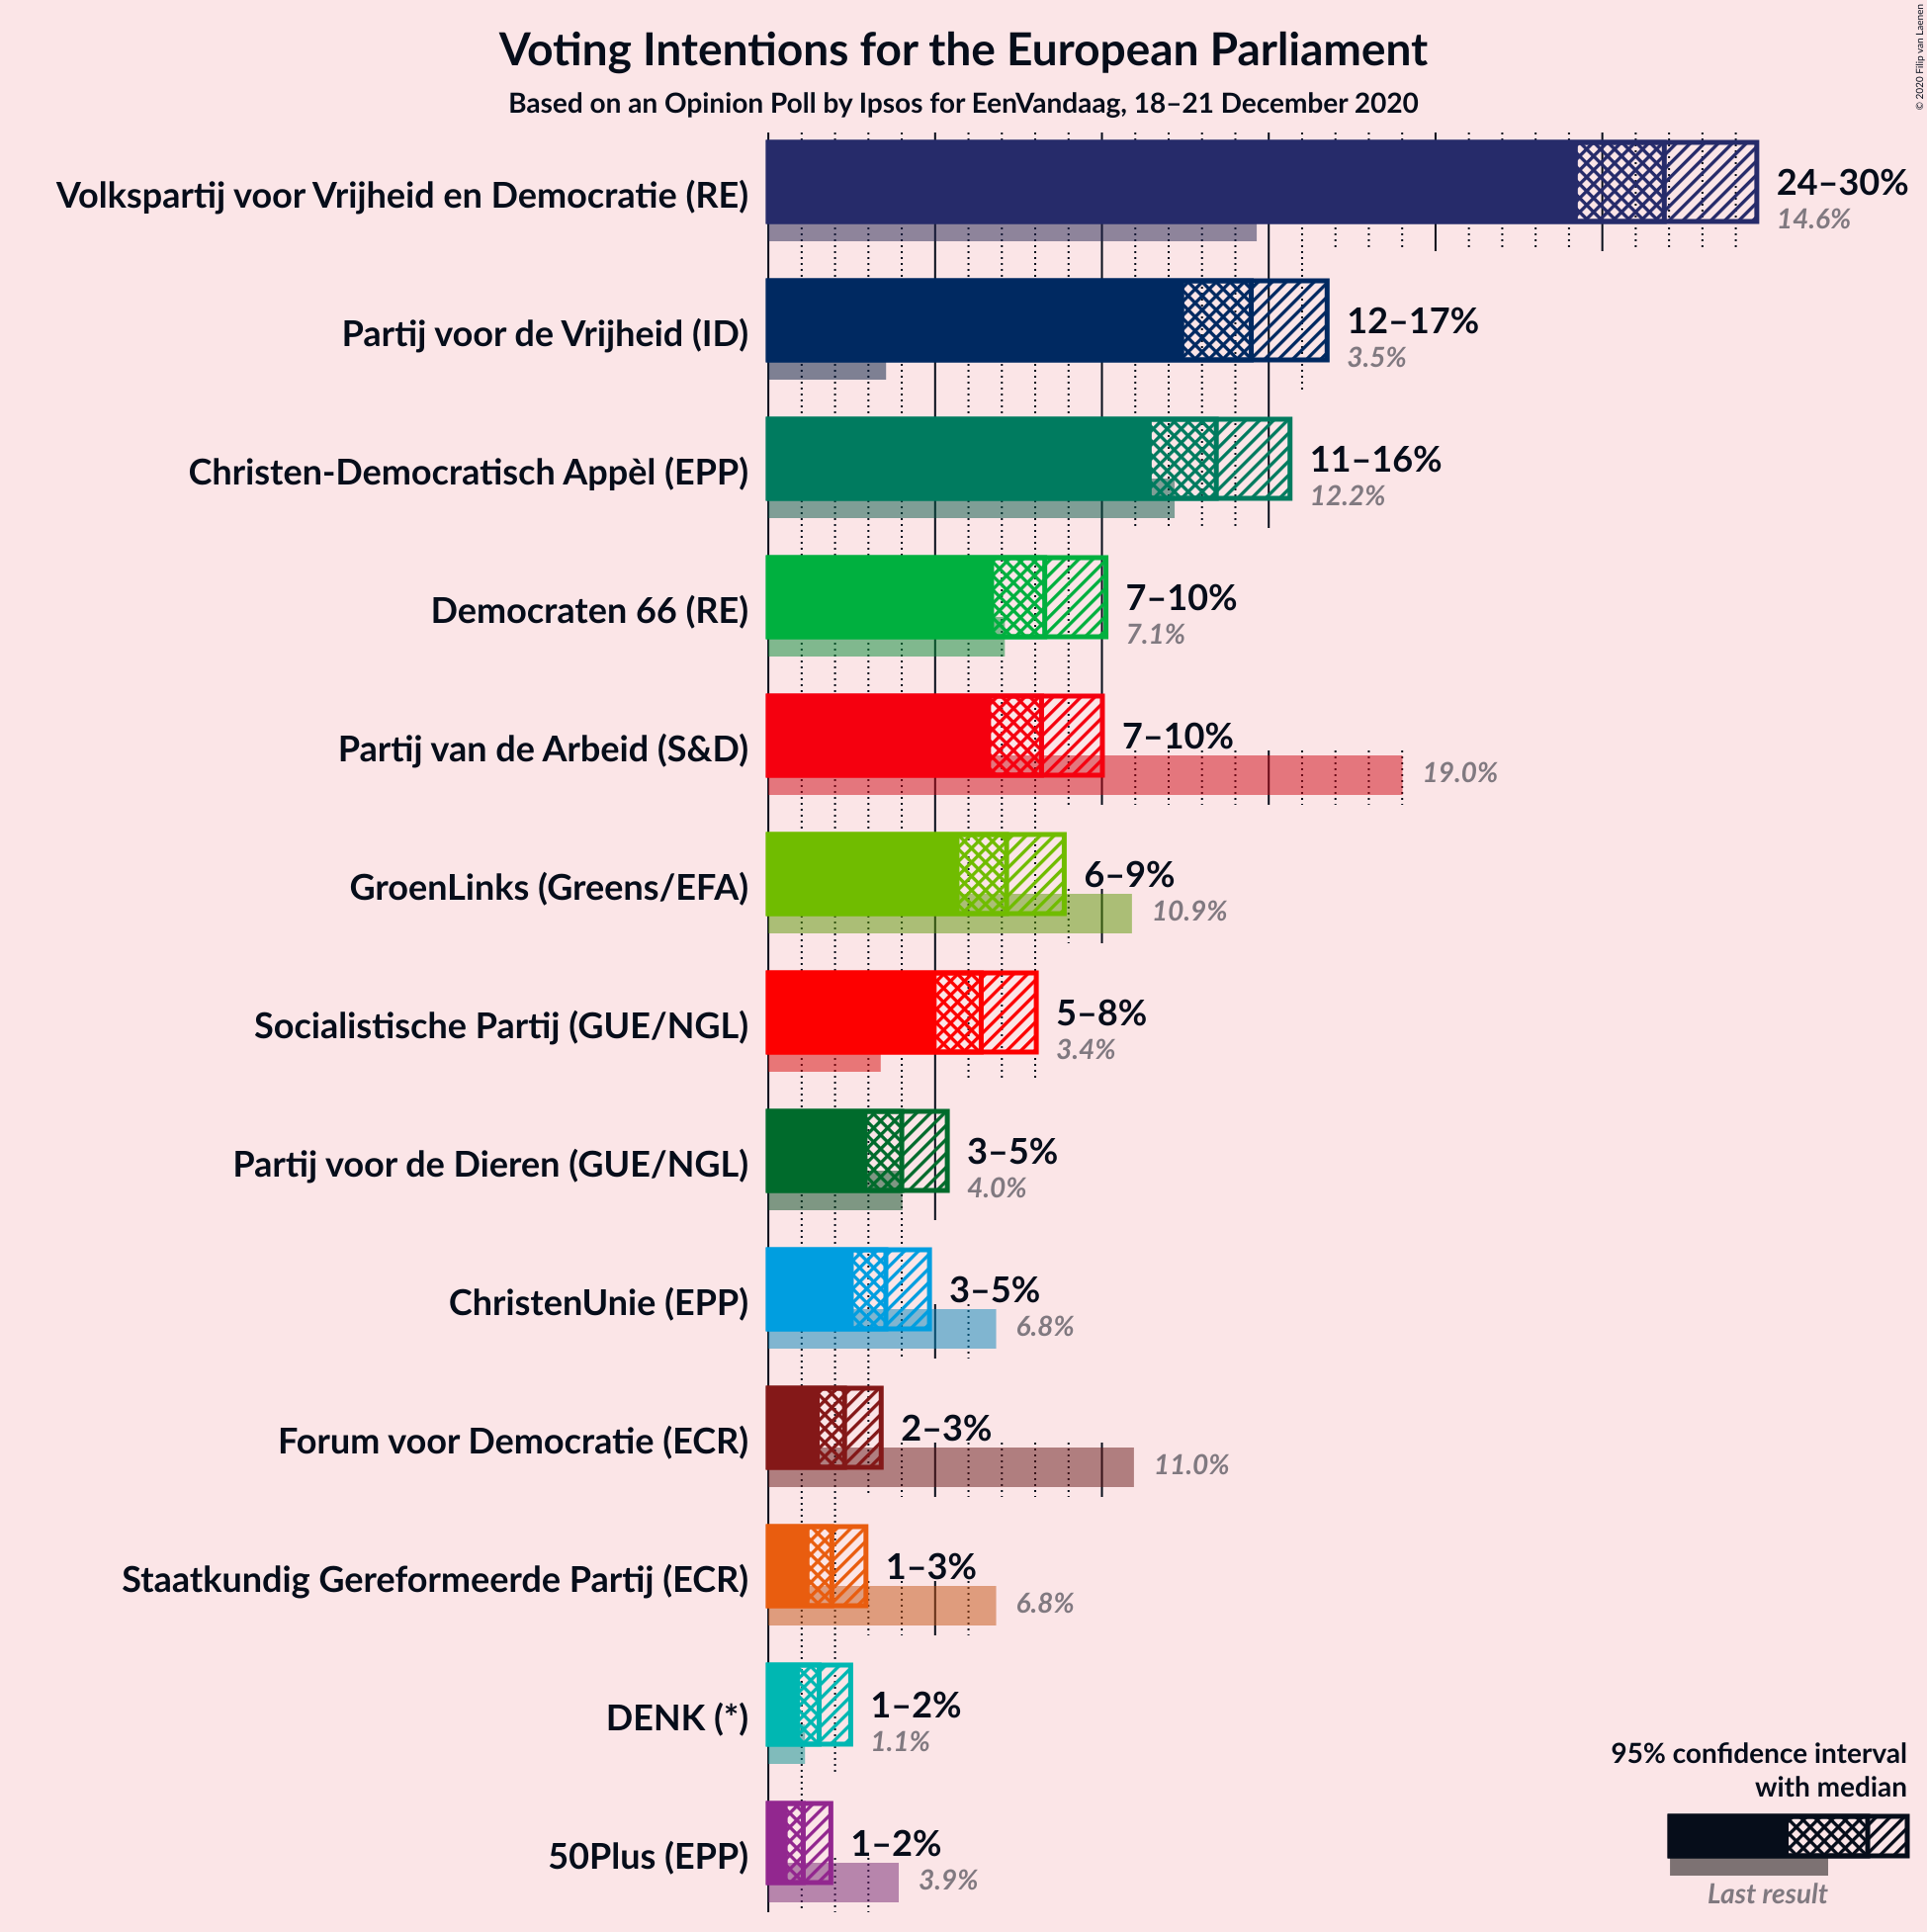 Voting Intentions for the European Parliament
Based on an Opinion Poll by Ipsos for EenVandaag, 18–21 December 2020
© 2020 Filip van Laenen
Volkspartij voor Vrijheid en Democratie (RE)
24–30%
14.6%
Partij voor de Vrijheid (ID)
12–17%
3.5%
Christen-Democratisch Appèl (EPP)
11–16%
12.2%
Democraten 66 (RE)
7–10%
7.1%
Partij van de Arbeid (S&D)
7–10%
19.0%
GroenLinks (Greens/EFA)
6–9%
10.9%
Socialistische Partij (GUE/NGL)
5–8%
3.4%
Partij voor de Dieren (GUE/NGL)
3–5%
4.0%
ChristenUnie (EPP)
3–5%
6.8%
Forum voor Democratie (ECR)
2–3%
11.0%
Staatkundig Gereformeerde Partij (ECR)
1–3%
6.8%
DENK (*)
1–2%
1.1%
50Plus (EPP)
1–2%
3.9%
95% confidence interval
with median
Last result